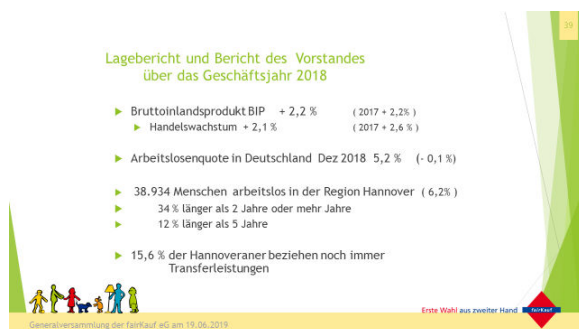 39
Lagebericht und Bericht des Vorstandes
über das Geschäftsjahr 2018
Bruttoinlandsprodukt BIP + 2,2 % ( 2017 + 2,2% )
Handelswachstum + 2,1 % ( 2017 + 2,6 % )
Arbeitslosenquote in Deutschland Dez 2018 5,2 % (- 0,1 %)
38.934 Menschen arbeitslos in der Region Hannover ( 6,2% )
34 % länger als 2 Jahre oder mehr Jahre
12 % länger als 5 Jahre
15,6 % der Hannoveraner beziehen noch immer
Transferleistungen
Erste Wahl aus zweiter Hand
fairKauf
Generalversammlung der fairKauf eG am 19.06.2019